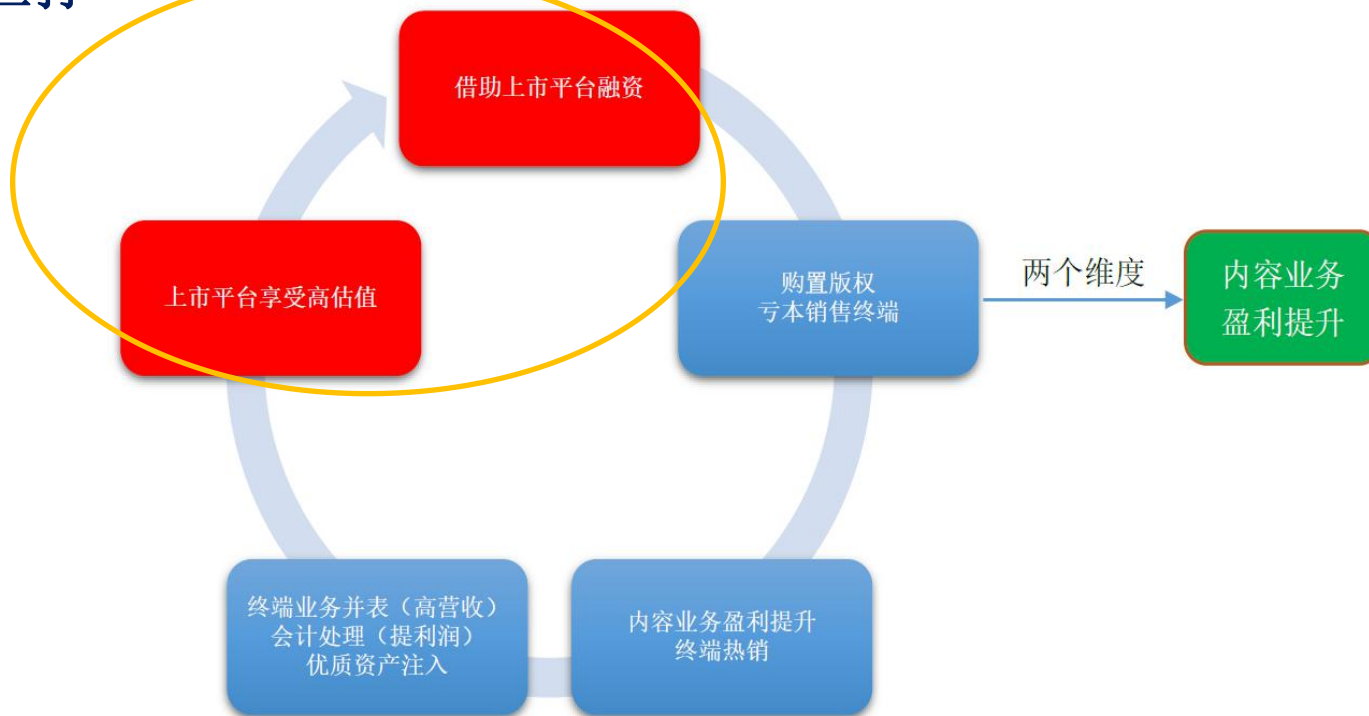 借助上市平台融资
上市平台享受高估值
购置版权
亏本销售终端
两个维度
内容业务
盈利提升
终端业务并表（高营收）
会计处理（提利润）
优质资产注入
内容业务盈利提升
终端热销